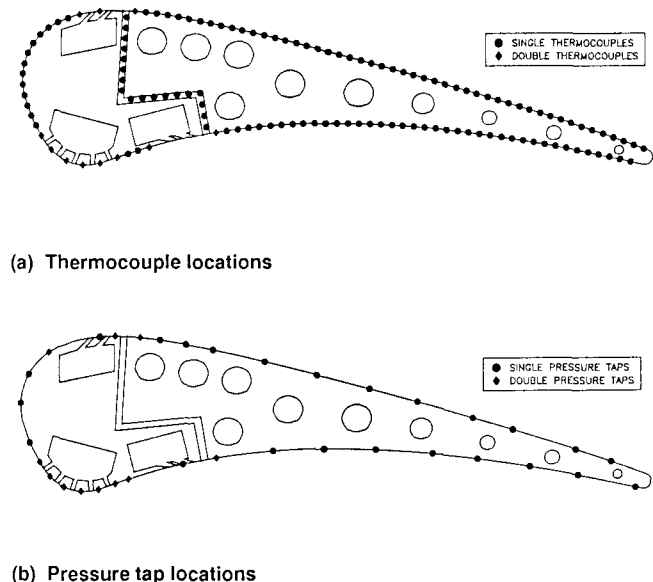 SINGLE THERMOCOUPLES
DOUBLE THERMOCOUPLES
(a) Thermocouple locations
SINGLE PRESSURE TAPS
DOUBLE PRESSURE TAPS
(b) Pressure tap locations